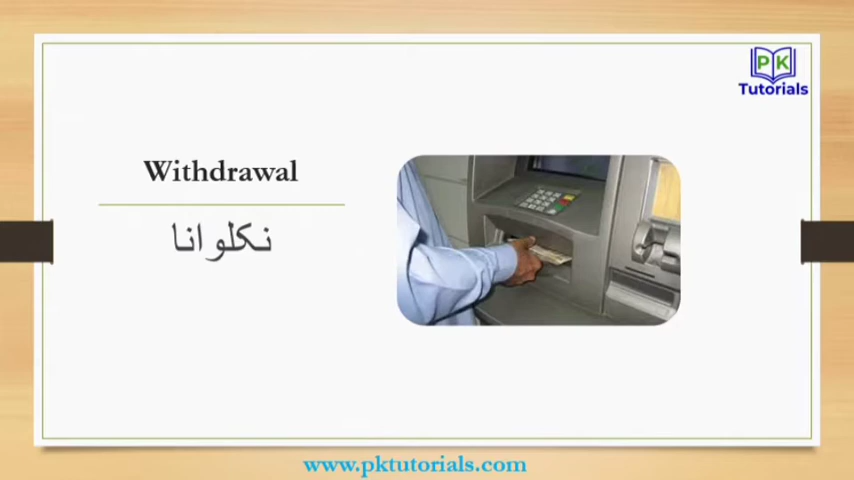 PK
Tutorials
Withdrawal
نکلوانا
www.pktutorials.com